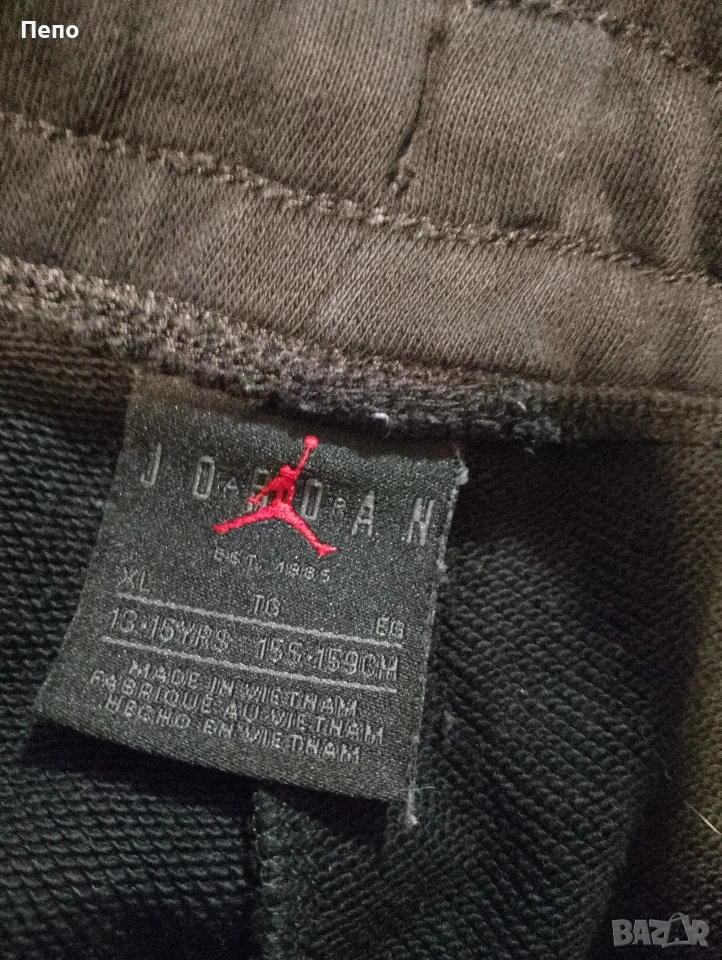 Пепо
JORDAN
EST. 1985
XL TG EG
13-15YRS 155-159CM
MADE IN VIETNAM
FABRIQUE AU VIETNAM
HECHO EN VIETNAM
BAZAR